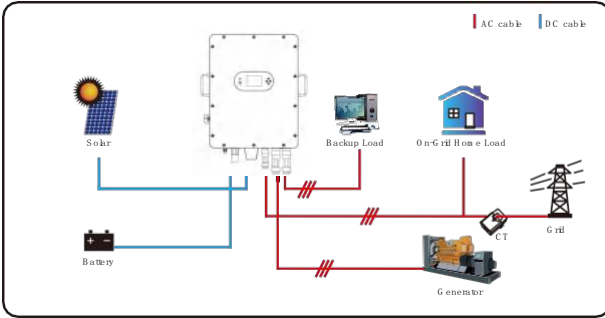 AC cable
DC cable
Solar
Backup Load
On-Grid Home Load
CT
Grid
Battery
Generator